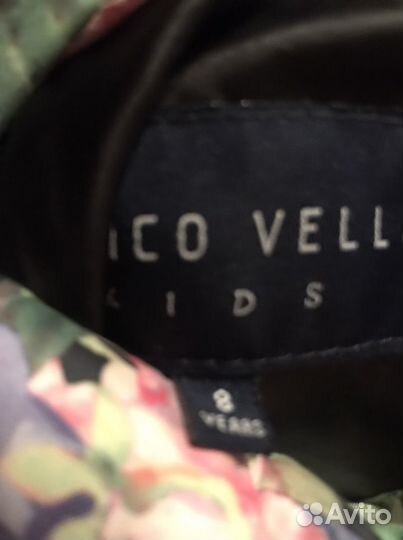 ICO VELL
KIDS
8
YEARS
Avito